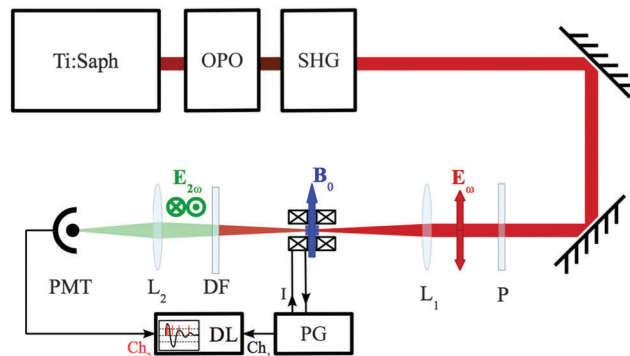 Ti:Saph OPO SHG
E2ω B0 Eω
PMT L2 DF I L1 P
Ch2 DL Ch1 PG